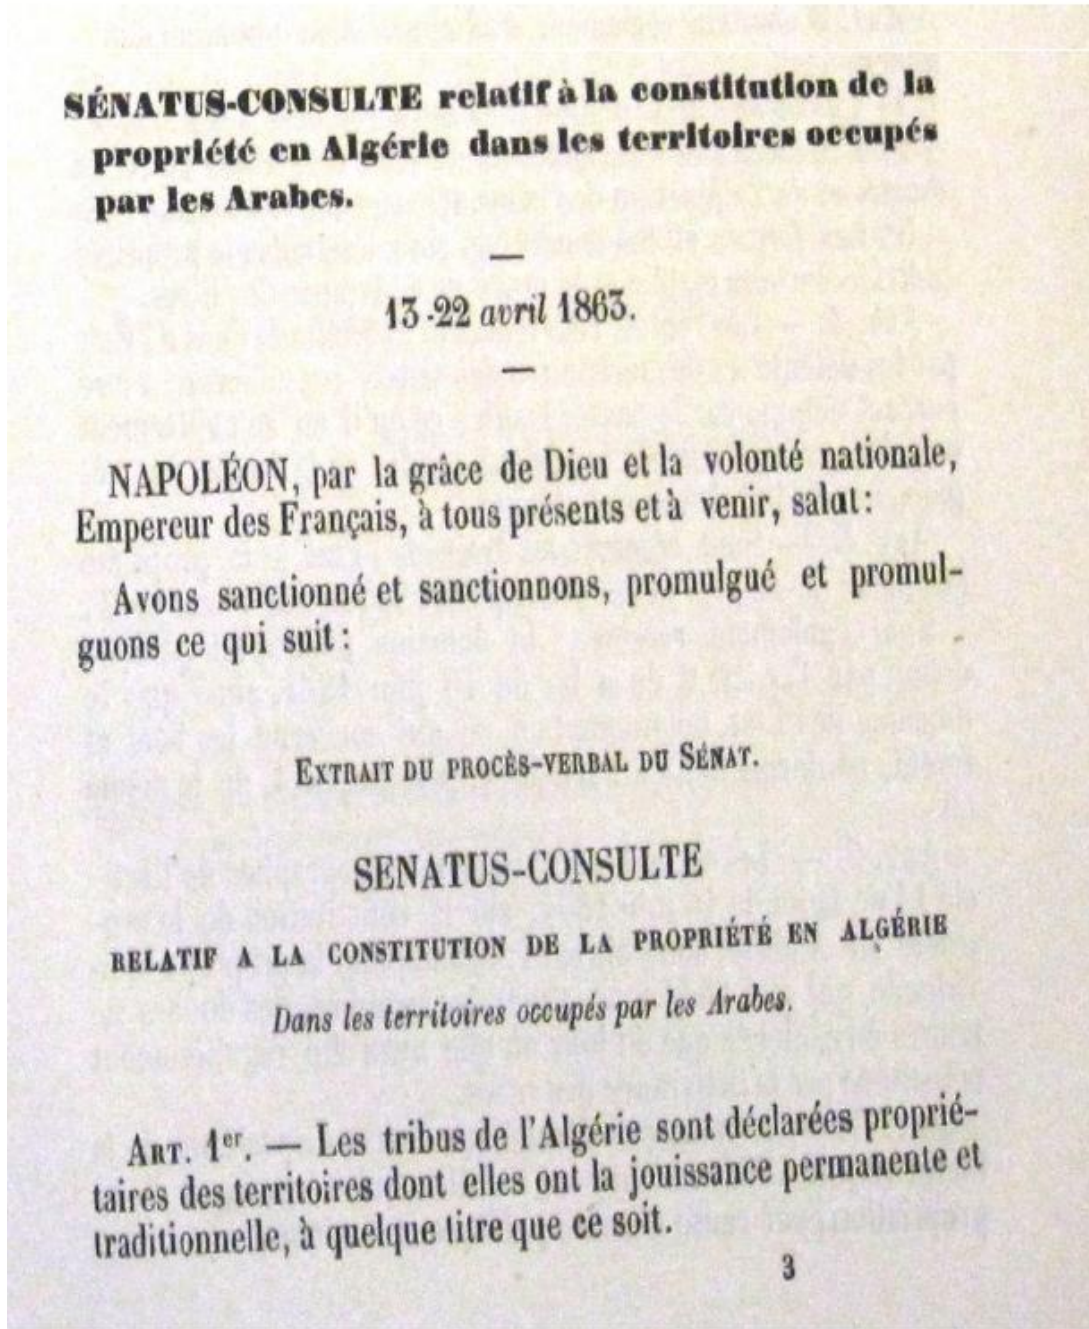 SÉNATUS-CONSULTE relatif à la constitution de la
propriété en Algérie dans les territoires occupés
par les Arabes.
—
13-22 avril 1863.
—
NAPOLÉON, par la grâce de Dieu et la volonté nationale,
Empereur des Français, à tous présents et à venir, salut :
Avons sanctionné et sanctionnons, promulgué et promul-
guons ce qui suit :
EXTRAIT DU PROCÈS-VERBAL DU SÉNAT.
SENATUS-CONSULTE
RELATIF A LA CONSTITUTION DE LA PROPRIÉTÉ EN ALGÉRIE
Dans les territoires occupés par les Arabes.
ART. 1er. — Les tribus de l'Algérie sont déclarées proprié-
taires des territoires dont elles ont la jouissance permanente et
traditionnelle, à quelque titre que ce soit.
3